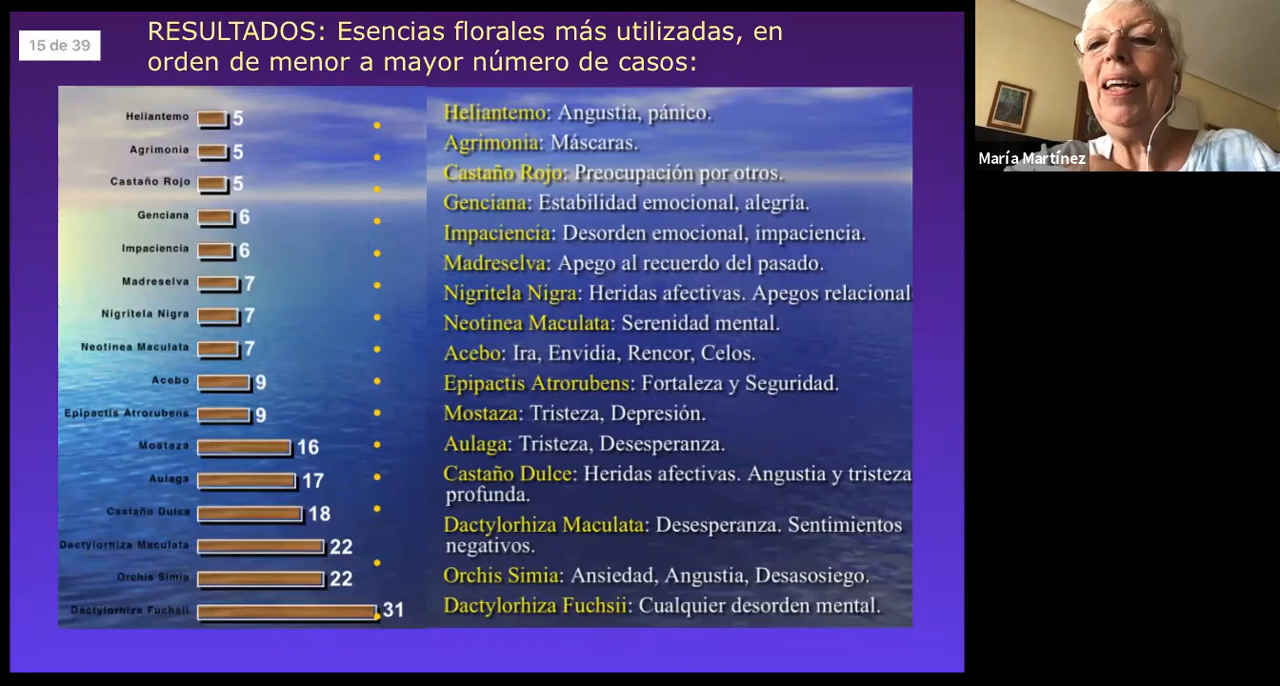 15 de 39
RESULTADOS: Esencias florales más utilizadas, en
orden de menor a mayor número de casos:
Heliantemo 5
Agrimonia 5
Castaño Rojo 5
Genciana 6
Impaciencia 6
Madreselva 7
Nigritela Nigra 7
Neotinea Maculata 7
Acebo 9
Epipactis Atrorubens 9
Mostaza 16
Aulaga 17
Castaño Dulce 18
Dactylorhiza Maculata 22
Orchis Simia 22
Dactylorhiza Fuchsii 31
Heliantemo: Angustia, pánico.
Agrimonia: Máscaras.
Castaño Rojo: Preocupación por otros.
Genciana: Estabilidad emocional, alegría.
Impaciencia: Desorden emocional, impaciencia.
Madreselva: Apego al recuerdo del pasado.
Nigritela Nigra: Heridas afectivas. Apegos relacional
Neotinea Maculata: Serenidad mental.
Acebo: Ira, Envidia, Rencor, Celos.
Epipactis Atrorubens: Fortaleza y Seguridad.
Mostaza: Tristeza, Depresión.
Aulaga: Tristeza, Desesperanza.
Castaño Dulce: Heridas afectivas. Angustia y tristeza
profunda.
Dactylorhiza Maculata: Desesperanza. Sentimientos
negativos.
Orchis Simia: Ansiedad, Angustia, Desasosiego.
Dactylorhiza Fuchsii: Cualquier desorden mental.
María Martínez